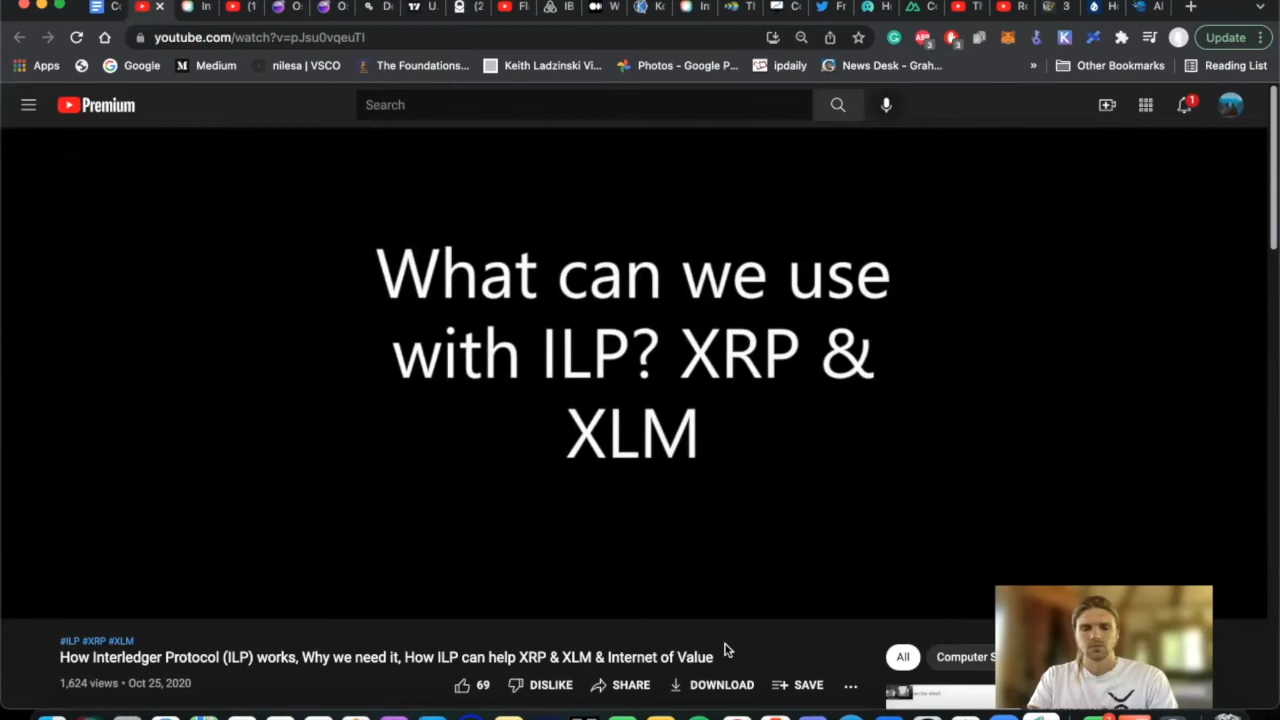 youtube.com/watch?v=pJsu0vqeuTI
Update
Apps
Google
Medium
nilesa | VSCO
The Foundations...
Keith Ladzinski Vi...
Photos - Google P...
ipdaily
News Desk - Grah...
»
Other Bookmarks
Reading List
Premium
Search
1
What can we use
with ILP? XRP &
XLM
#ILP #XRP #XLM
How Interledger Protocol (ILP) works, Why we need it, How ILP can help XRP & XLM & Internet of Value
1,624 views • Oct 25, 2020
69
DISLIKE
SHARE
DOWNLOAD
SAVE
All
Computer S